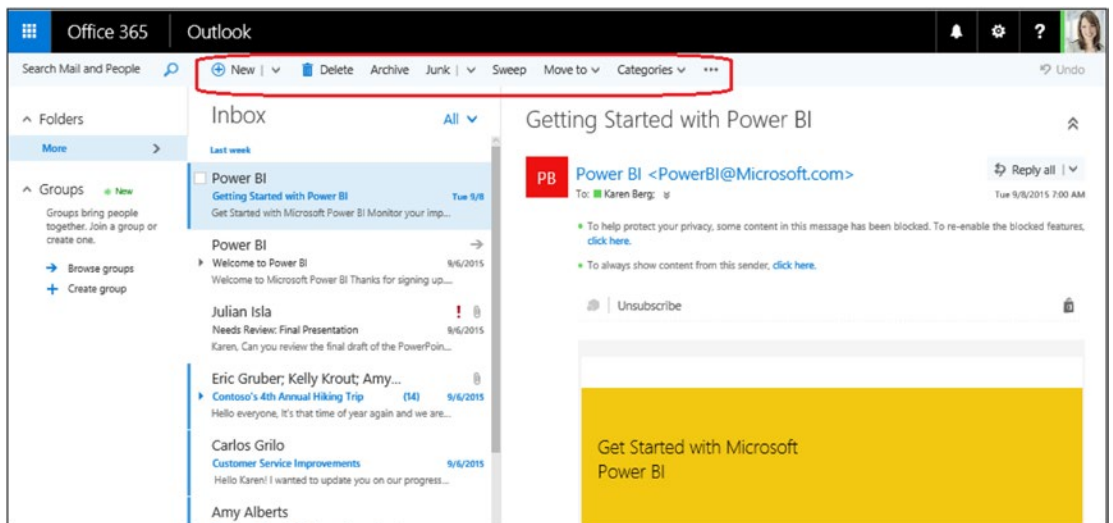 Office 365 Outlook ?
Search Mail and People New Delete Archive Junk Sweep Move to Categories ... Undo
Folders
More
Groups New
Groups bring people
together. Join a group or
create one.
Browse groups
Create group
Inbox All
Last week
Power BI
Getting Started with Power BI Tue 9/8
Get Started with Microsoft Power BI Monitor your imp...
Power BI
Welcome to Power BI 9/6/2015
Welcome to Microsoft Power BI Thanks for signing up....
Julian Isla !
Needs Review: Final Presentation 9/6/2015
Karen, Can you review the final draft of the PowerPoin...
Eric Gruber; Kelly Krout; Amy...
Contoso's 4th Annual Hiking Trip (14) 9/6/2015
Hello everyone, It's that time of year again and we are...
Carlos Grilo
Customer Service Improvements 9/6/2015
Hello Karen! I wanted to update you on our progress...
Amy Alberts
Getting Started with Power BI
PB Power BI <PowerBI@Microsoft.com> Reply all
To: Karen Berg; Tue 9/8/2015 7:00 AM
To help protect your privacy, some content in this message has been blocked. To re-enable the blocked features,
click here.
To always show content from this sender, click here.
Unsubscribe
Get Started with Microsoft
Power BI